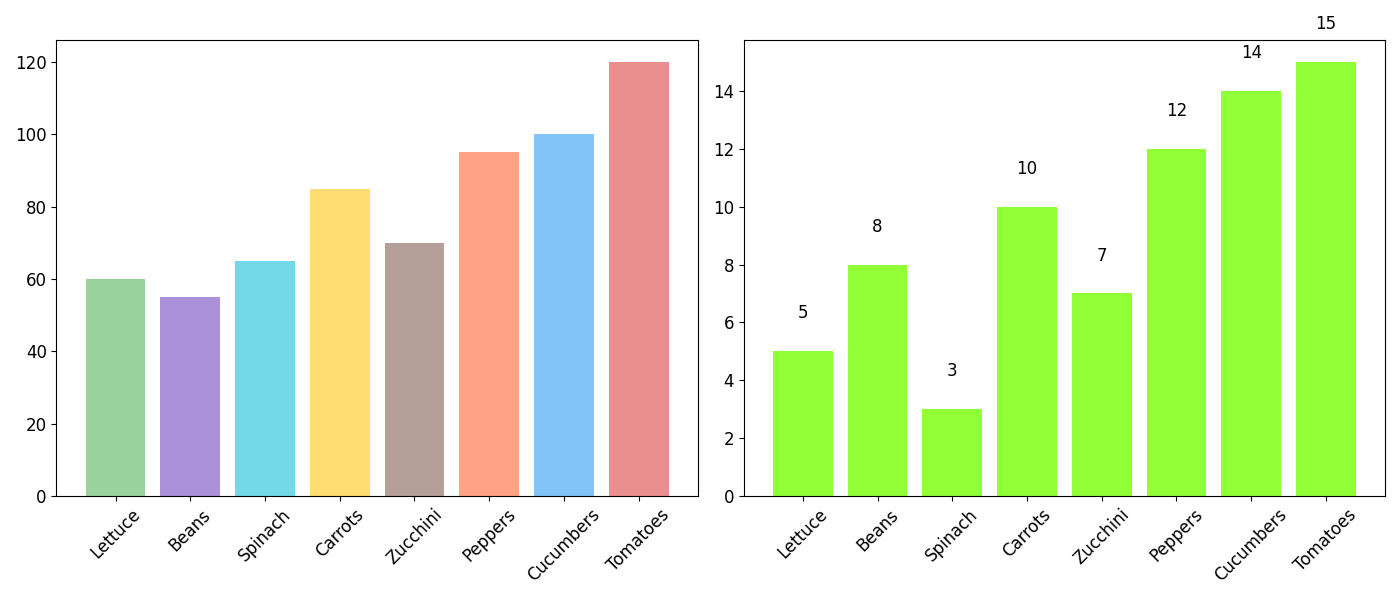 120
100
80
60
40
20
0
Lettuce
Beans
Spinach
Carrots
Zucchini
Peppers
Cucumbers
Tomatoes
14
12
10
8
6
4
2
0
5
8
3
10
7
12
14
15
Lettuce
Beans
Spinach
Carrots
Zucchini
Peppers
Cucumbers
Tomatoes